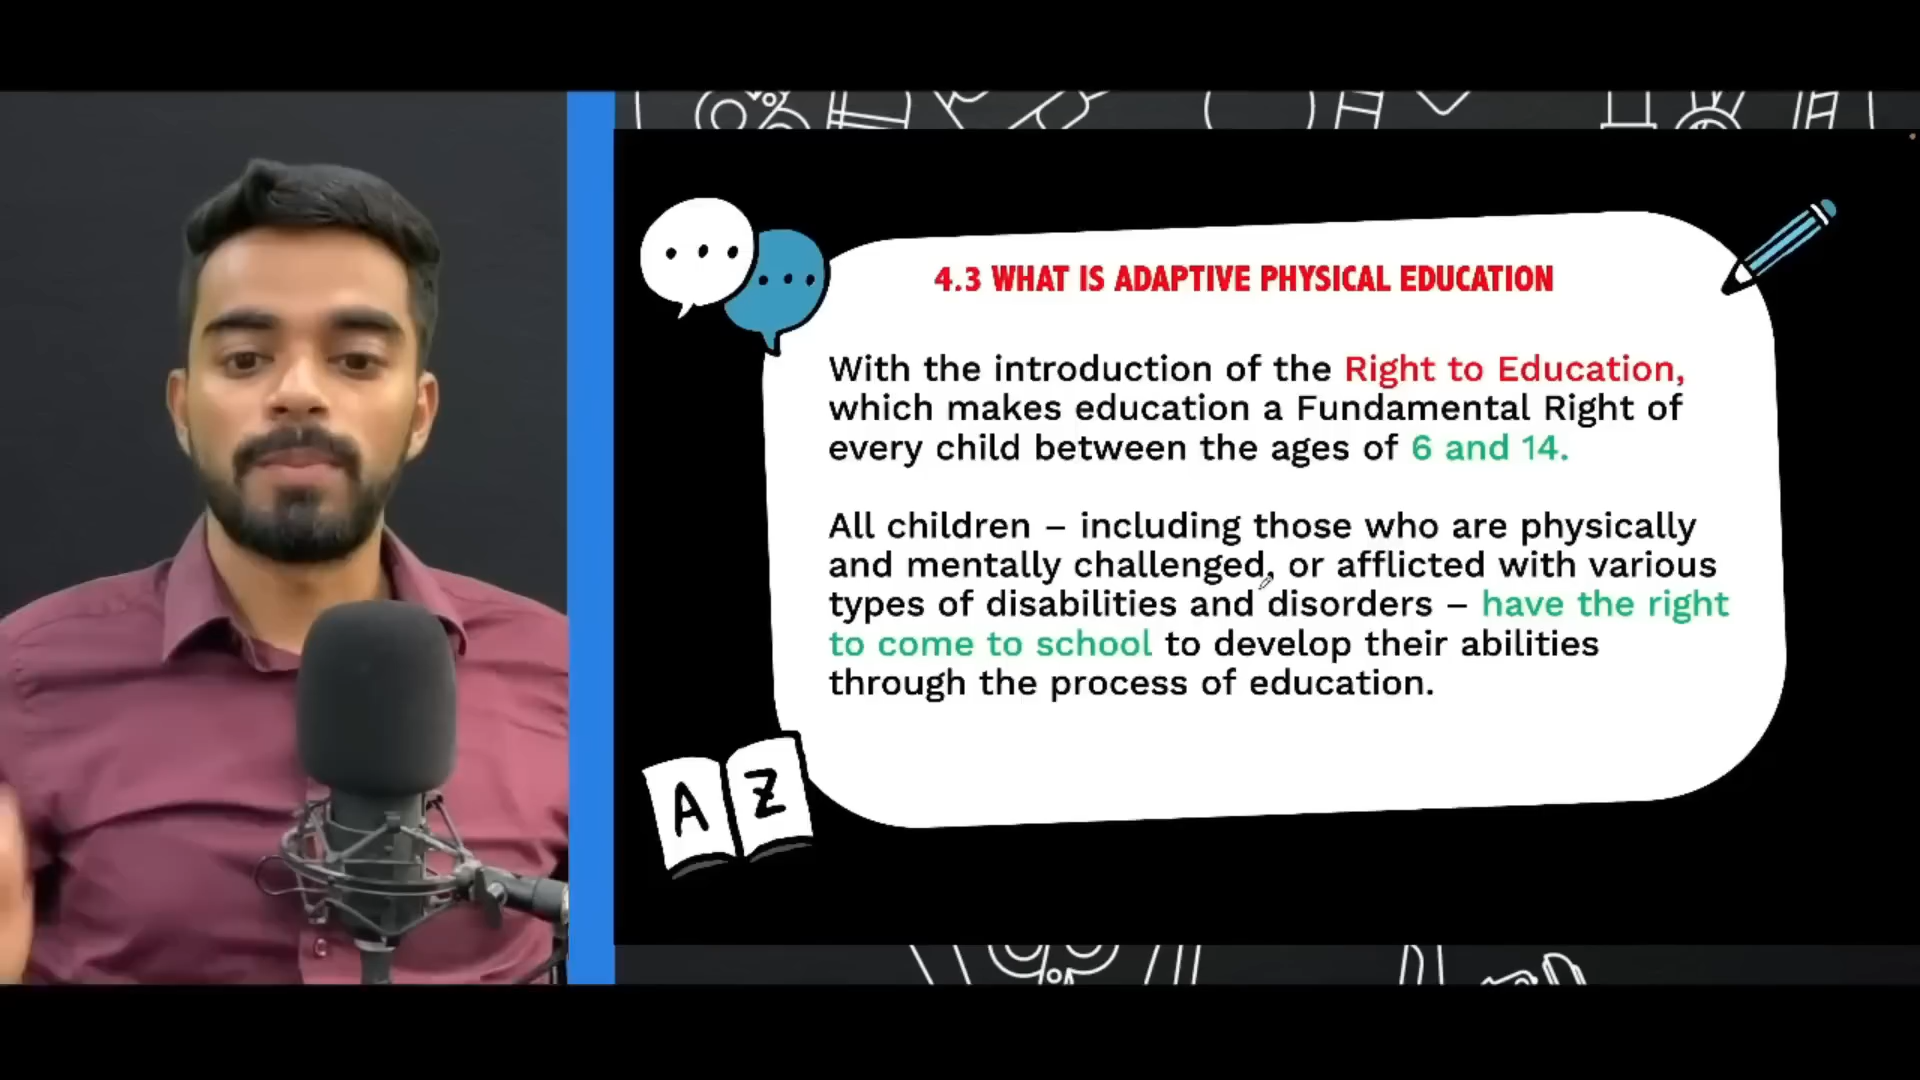 4.3 WHAT IS ADAPTIVE PHYSICAL EDUCATION
With the introduction of the Right to Education,
which makes education a Fundamental Right of
every child between the ages of 6 and 14.
All children – including those who are physically
and mentally challenged, or afflicted with various
types of disabilities and disorders – have the right
to come to school to develop their abilities
through the process of education.
A Z